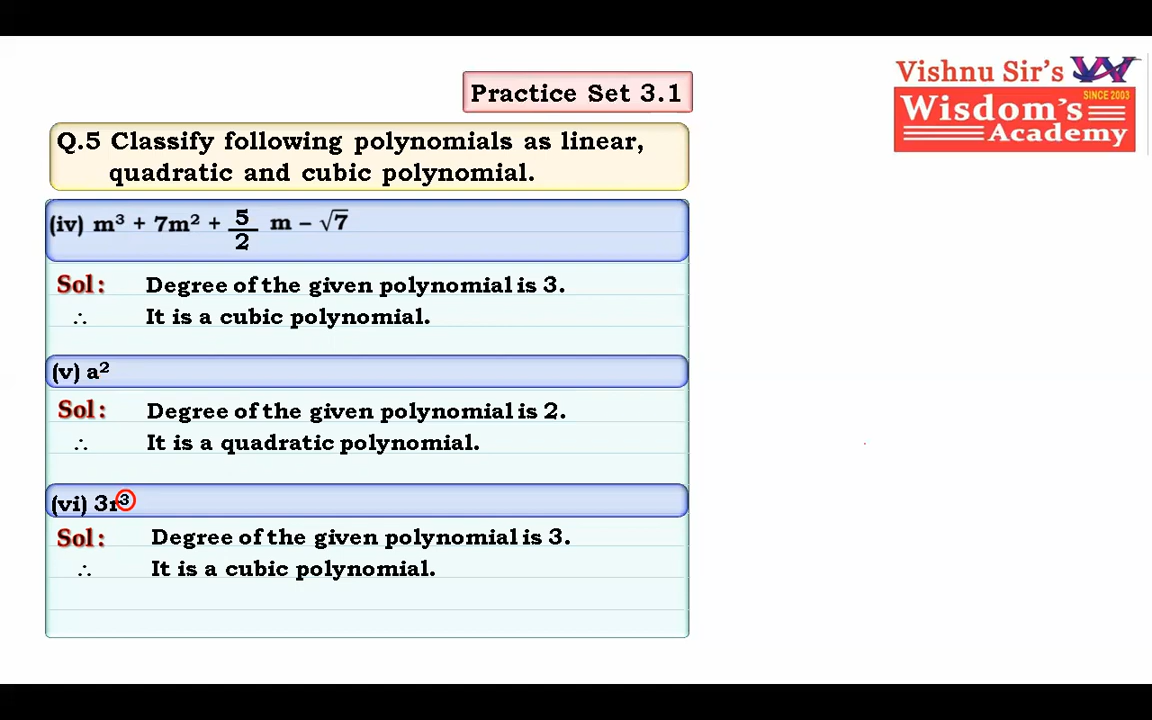 Vishnu Sir's
SINCE 2003
Wisdom's
Academy
Practice Set 3.1
Q.5 Classify following polynomials as linear,
quadratic and cubic polynomial.
(iv) m³ + 7m² + 5/2 m − √7
Sol: Degree of the given polynomial is 3.
∴ It is a cubic polynomial.
(v) a²
Sol: Degree of the given polynomial is 2.
∴ It is a quadratic polynomial.
(vi) 3r³
Sol: Degree of the given polynomial is 3.
∴ It is a cubic polynomial.